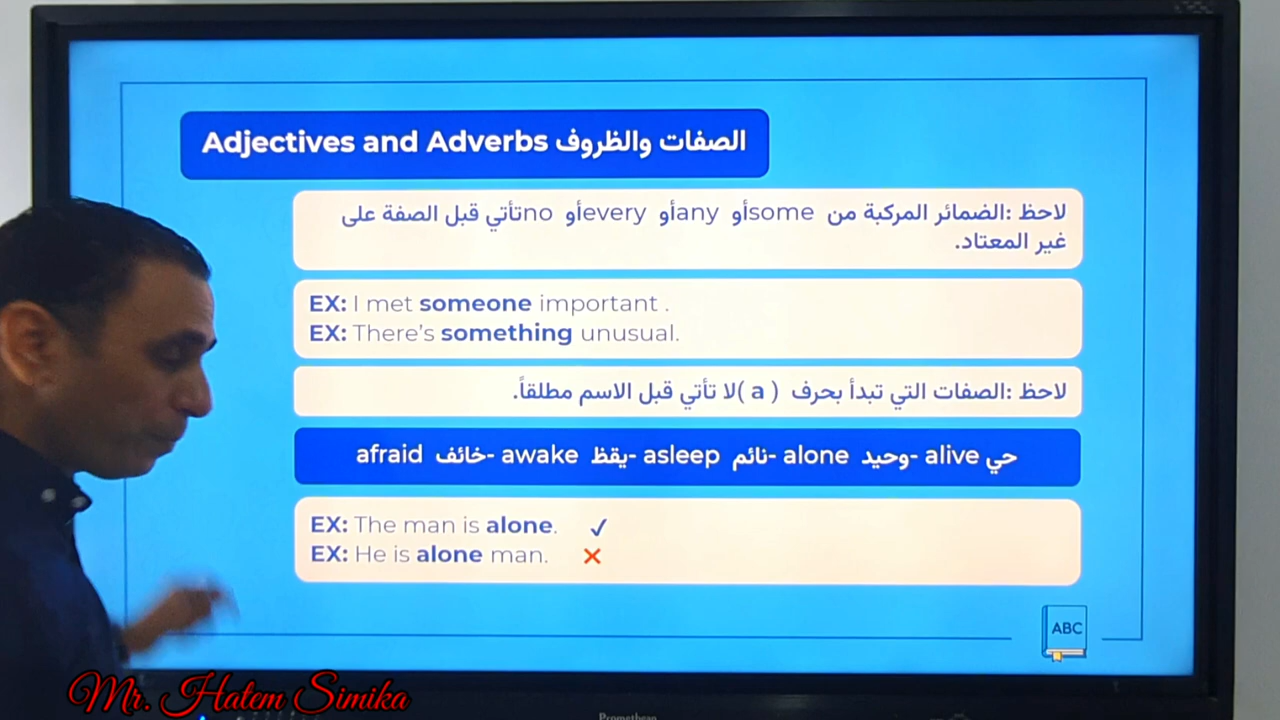 Adjectives and Adverbs الصفات والظروف
لاحظ :الضمائر المركبة من someأو anyأو everyأو noتأتي قبل الصفة على
غير المعتاد.
EX: I met someone important .
EX: There's something unusual.
لاحظ :الصفات التي تبدأ بحرف ( a )لا تأتي قبل الاسم مطلقاً.
حي alive -وحيد alone -نائم asleep -يقظ awake -خائف afraid
EX: The man is alone. ✓
EX: He is alone man. ✕
ABC
Mr. Hatem Simika
Promethean